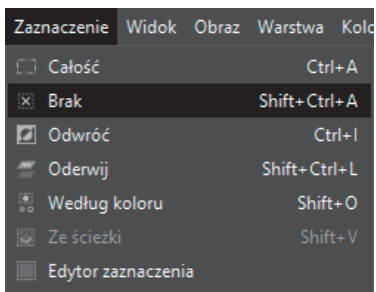 Zaznaczenie Widok Obraz Warstwa
Całość Ctrl+A
Brak Shift+Ctrl+A
Odwróć Ctrl+I
Oderwij Shift+Ctrl+L
Według koloru Shift+O
Ze ścieżki Shift+V
Edytor zaznaczenia